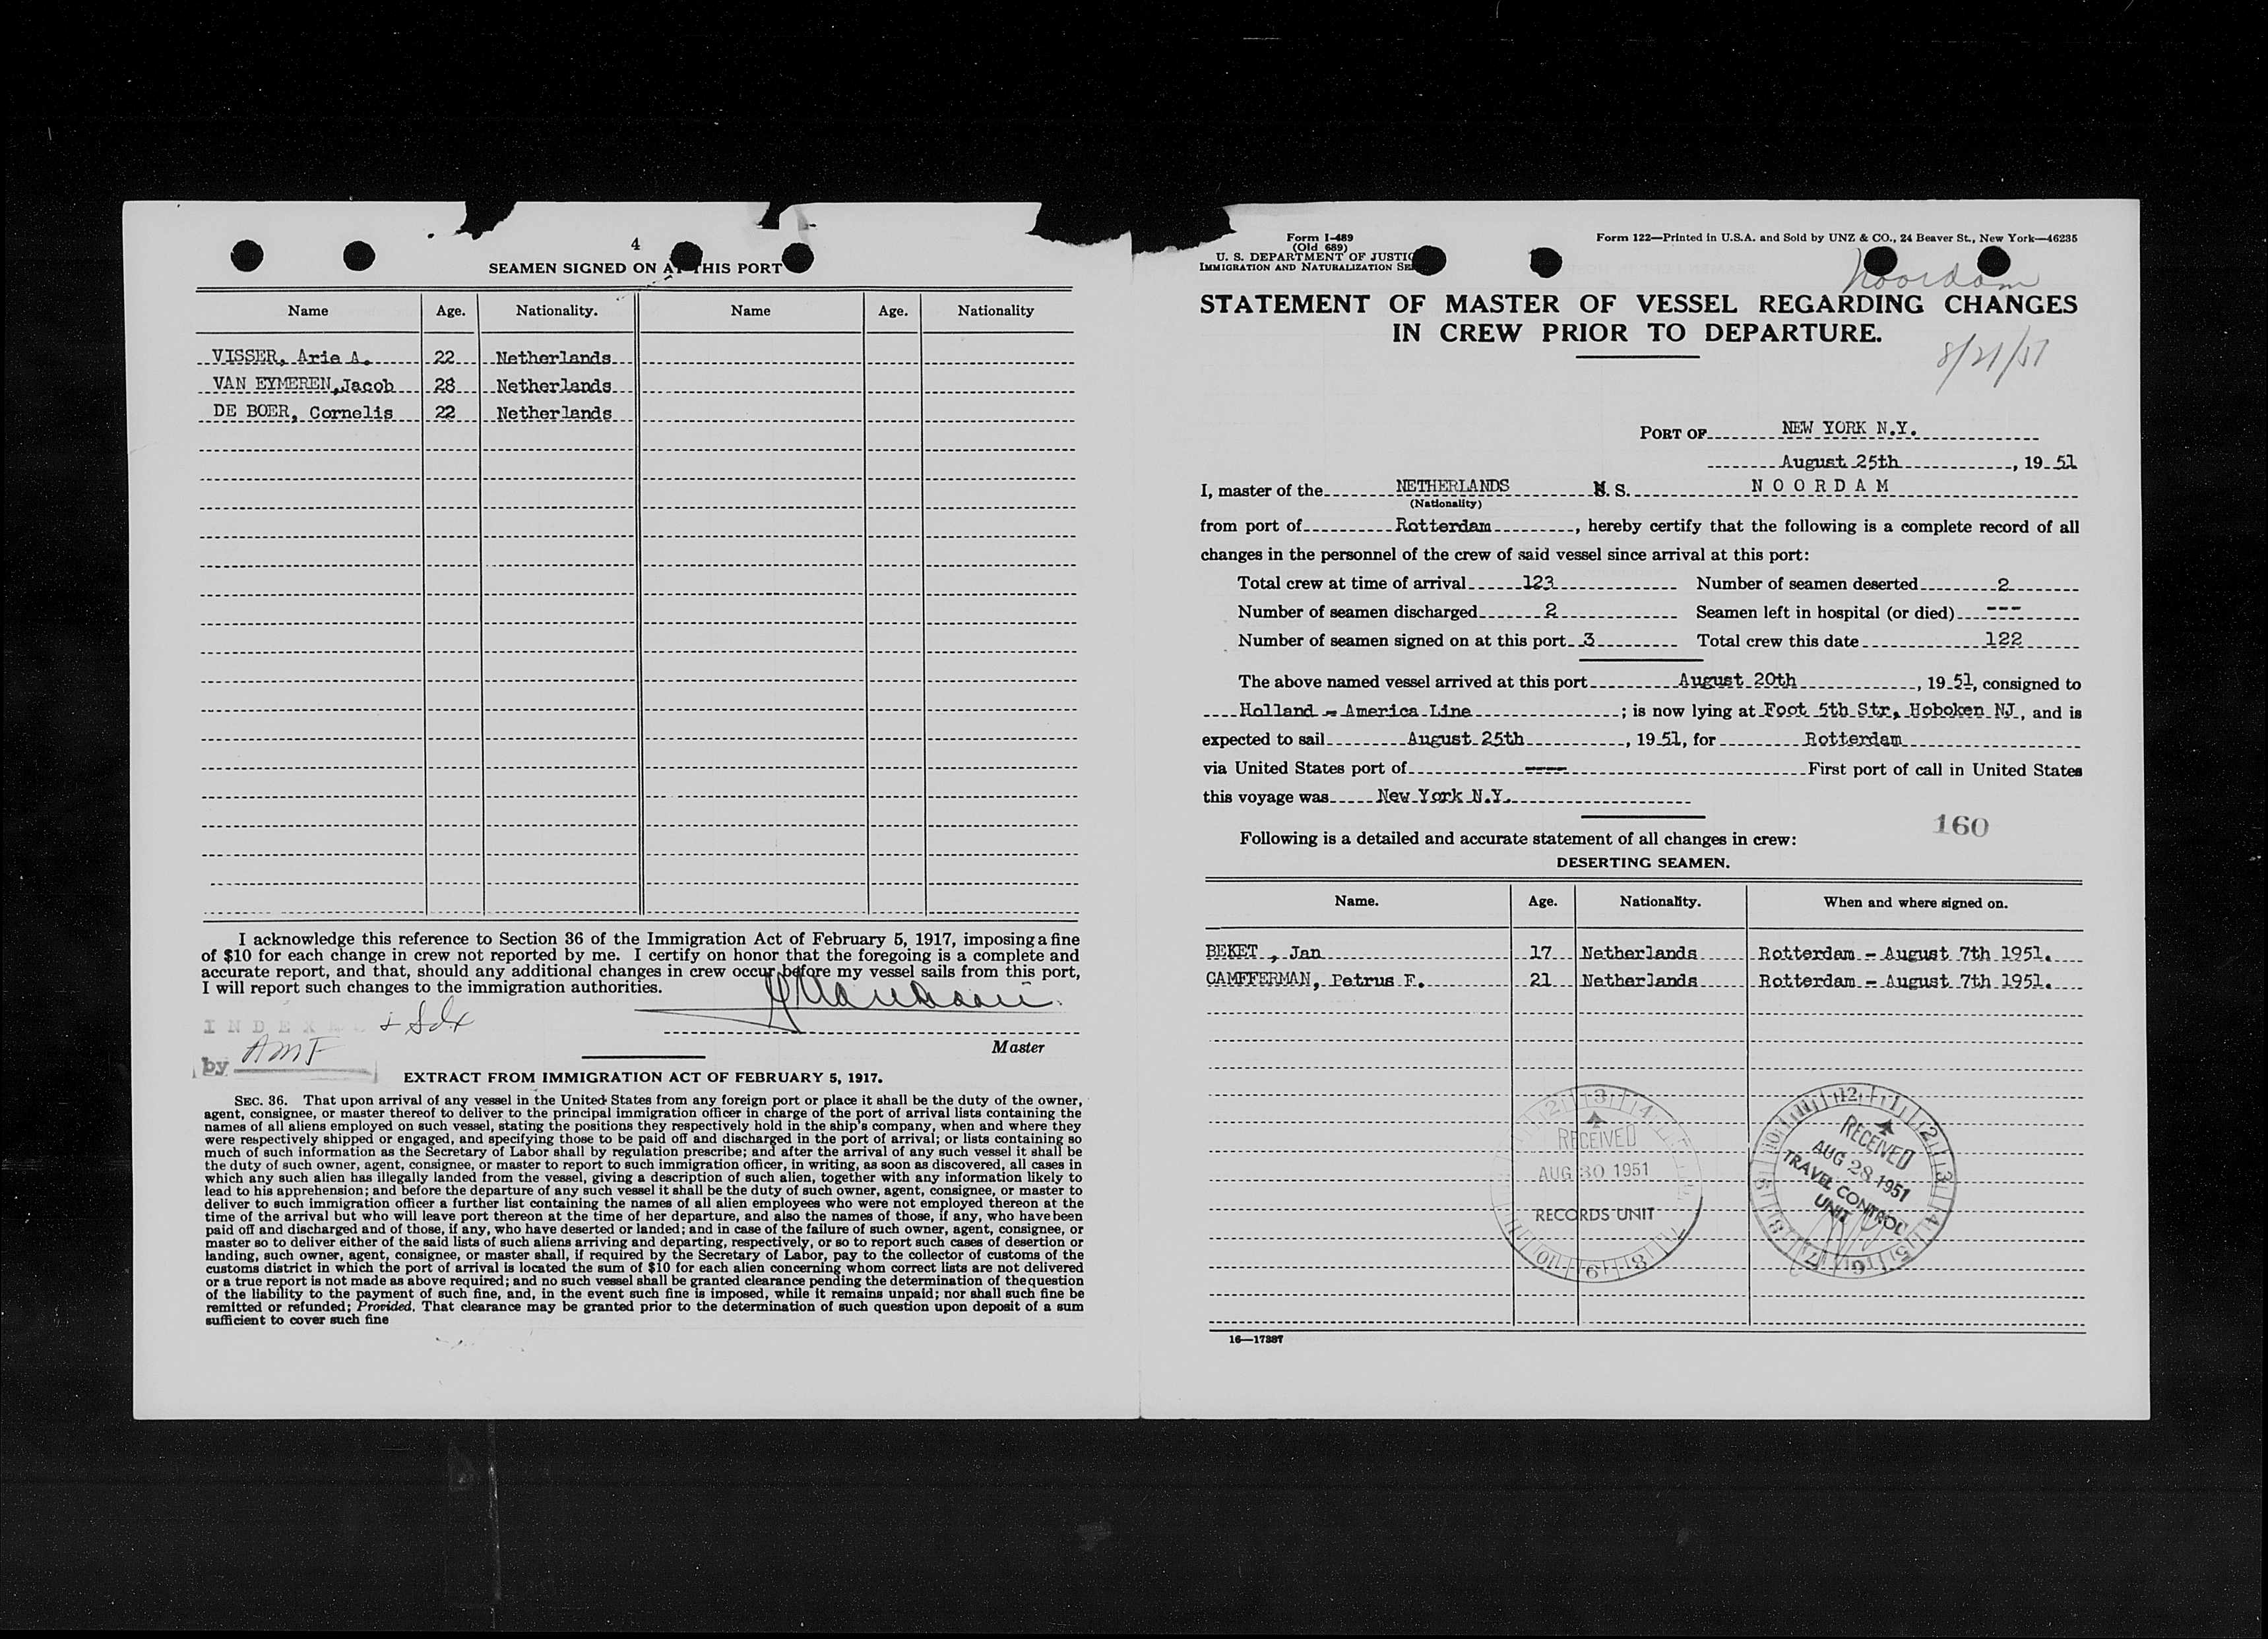 4
SEAMEN SIGNED ON AT THIS PORT
Name Age. Nationality. Name Age. Nationality
VISSER, Arie A. 22 Netherlands
VAN EYMEREN, Jacob 28 Netherlands
DE BOER, Cornelis 22 Netherlands
I acknowledge this reference to Section 36 of the Immigration Act of February 5, 1917, imposing a fine
of $10 for each change in crew not reported by me. I certify on honor that the foregoing is a complete and
accurate report, and that, should any additional changes in crew occur before my vessel sails from this port,
I will report such changes to the immigration authorities.
INDEXED
by AMF
Master
EXTRACT FROM IMMIGRATION ACT OF FEBRUARY 5, 1917.
SEC. 36. That upon arrival of any vessel in the United States from any foreign port or place it shall be the duty of the owner,
agent, consignee, or master thereof to deliver to the principal immigration officer in charge of the port of arrival lists containing the
names of all aliens employed on such vessel, stating the positions they respectively hold in the ship's company, when and where they
were respectively shipped or engaged, and specifying those to be paid off and discharged in the port of arrival; or lists containing so
much of such information as the Secretary of Labor shall by regulation prescribe; and after the arrival of any such vessel it shall be
the duty of such owner, agent, consignee, or master to report to such immigration officer, in writing, as soon as discovered, all cases in
which any such alien has illegally landed from the vessel, giving a description of such alien, together with any information likely to
lead to his apprehension; and before the departure of any such vessel it shall be the duty of such owner, agent, consignee, or master to
deliver to such immigration officer a further list containing the names of all alien employees who were not employed thereon at the
time of the arrival but who will leave port thereon at the time of her departure, and also the names of those, if any, who have been
paid off and discharged and of those, if any, who have deserted or landed; and in case of the failure of such owner, agent, consignee, or
master so to deliver either of the said lists of such aliens arriving and departing, respectively, or so to report such cases of desertion or
landing, such owner, agent, consignee, or master shall, if required by the Secretary of Labor, pay to the collector of customs of the
customs district in which the port of arrival is located the sum of $10 for each alien concerning whom correct lists are not delivered
or a true report is not made as above required; and no such vessel shall be granted clearance pending the determination of the question
of the liability to the payment of such fine, and, in the event such fine is imposed, while it remains unpaid; nor shall such fine be
remitted or refunded; Provided, That clearance may be granted prior to the determination of such question upon deposit of a sum
sufficient to cover such fine
Form I-489
(Old 689)
U. S. DEPARTMENT OF JUSTIC
IMMIGRATION AND NATURALIZATION SE
Form 122—Printed in U.S.A. and Sold by UNZ & CO., 24 Beaver St., New York—46235
Noordam
STATEMENT OF MASTER OF VESSEL REGARDING CHANGES
IN CREW PRIOR TO DEPARTURE.
8/21/51
PORT OF NEW YORK N.Y.
August 25th, 19 51
I, master of the NETHERLANDS M. S. NOORDAM
(Nationality)
from port of Rotterdam, hereby certify that the following is a complete record of all
changes in the personnel of the crew of said vessel since arrival at this port:
Total crew at time of arrival 123 Number of seamen deserted 2
Number of seamen discharged 2 Seamen left in hospital (or died) ---
Number of seamen signed on at this port 3 Total crew this date 122
The above named vessel arrived at this port August 20th, 19 51, consigned to
Holland - America Line; is now lying at Foot 5th Str, Hoboken NJ, and is
expected to sail August 25th, 19 51, for Rotterdam
via United States port of ---- First port of call in United States
this voyage was New York N.Y.
160
Following is a detailed and accurate statement of all changes in crew:
DESERTING SEAMEN.
Name. Age. Nationality. When and where signed on.
BEKET, Jan 17 Netherlands Rotterdam - August 7th 1951.
CAMFFERMAN, Petrus F. 21 Netherlands Rotterdam - August 7th 1951.
RECEIVED
AUG 30 1951
RECORDS UNIT
RECEIVED
AUG 28 1951
TRAVEL CONTROL
UNIT
16—17387